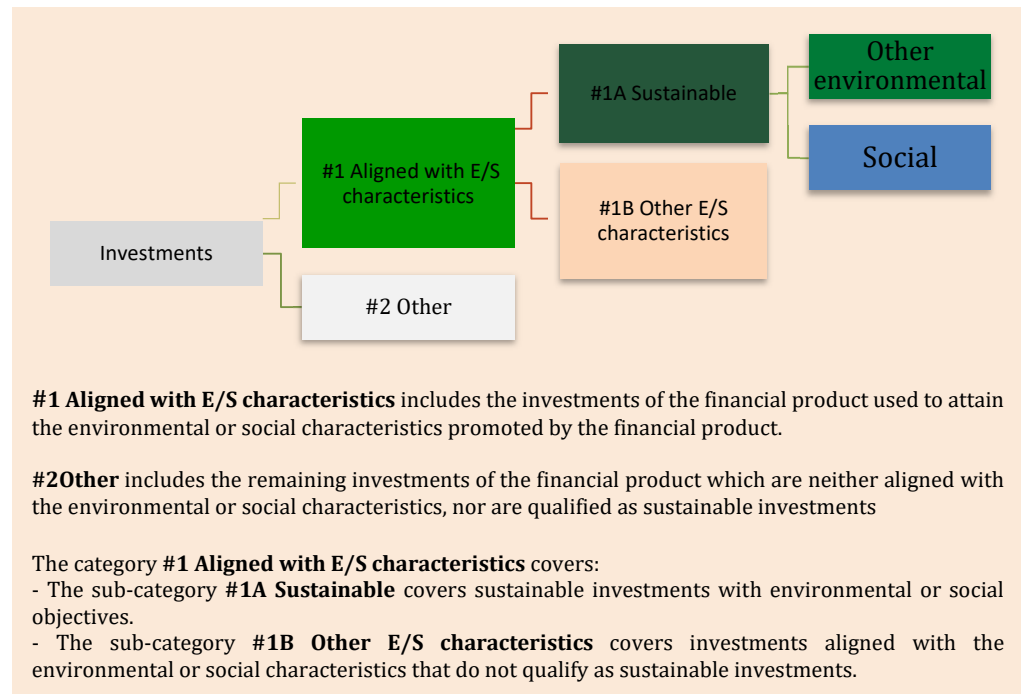 Other
environmental
#1A Sustainable
Social
#1 Aligned with E/S
characteristics
#1B Other E/S
characteristics
Investments
#2 Other
#1 Aligned with E/S characteristics includes the investments of the financial product used to attain
the environmental or social characteristics promoted by the financial product.
#2Other includes the remaining investments of the financial product which are neither aligned with
the environmental or social characteristics, nor are qualified as sustainable investments
The category #1 Aligned with E/S characteristics covers:
- The sub-category #1A Sustainable covers sustainable investments with environmental or social
objectives.
- The sub-category #1B Other E/S characteristics covers investments aligned with the
environmental or social characteristics that do not qualify as sustainable investments.